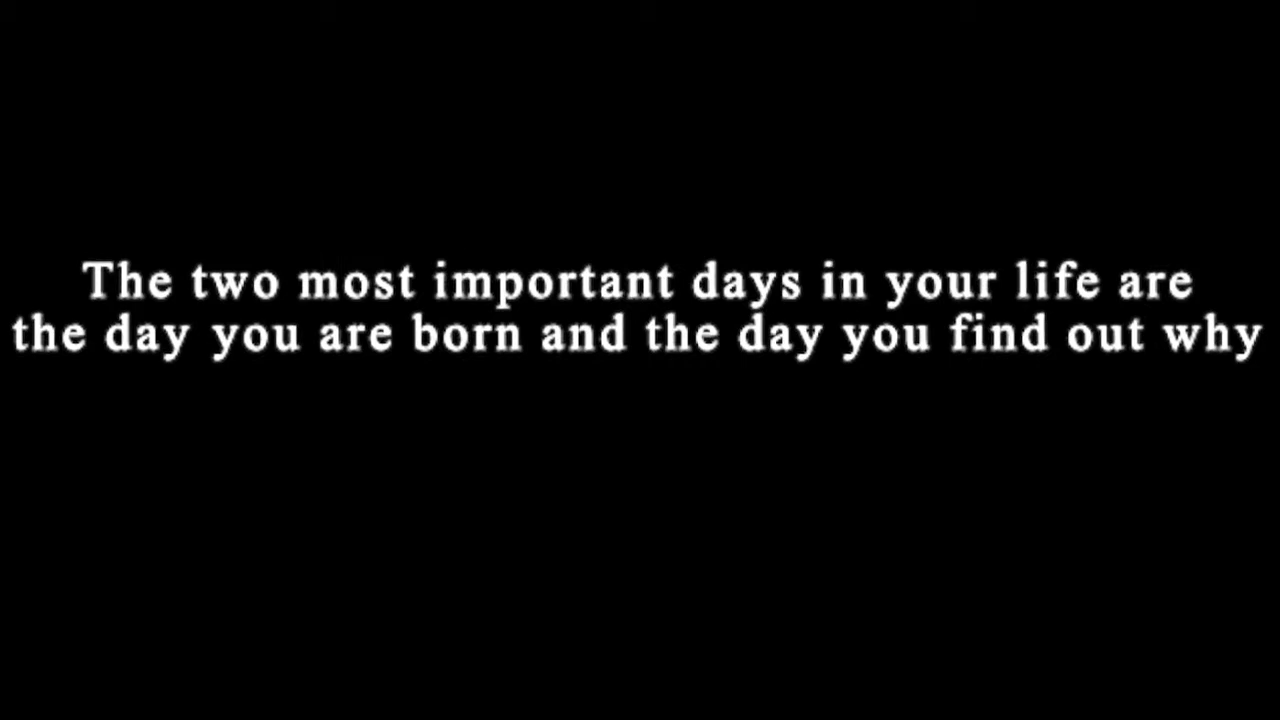 The two most important days in your life are
the day you are born and the day you find out why